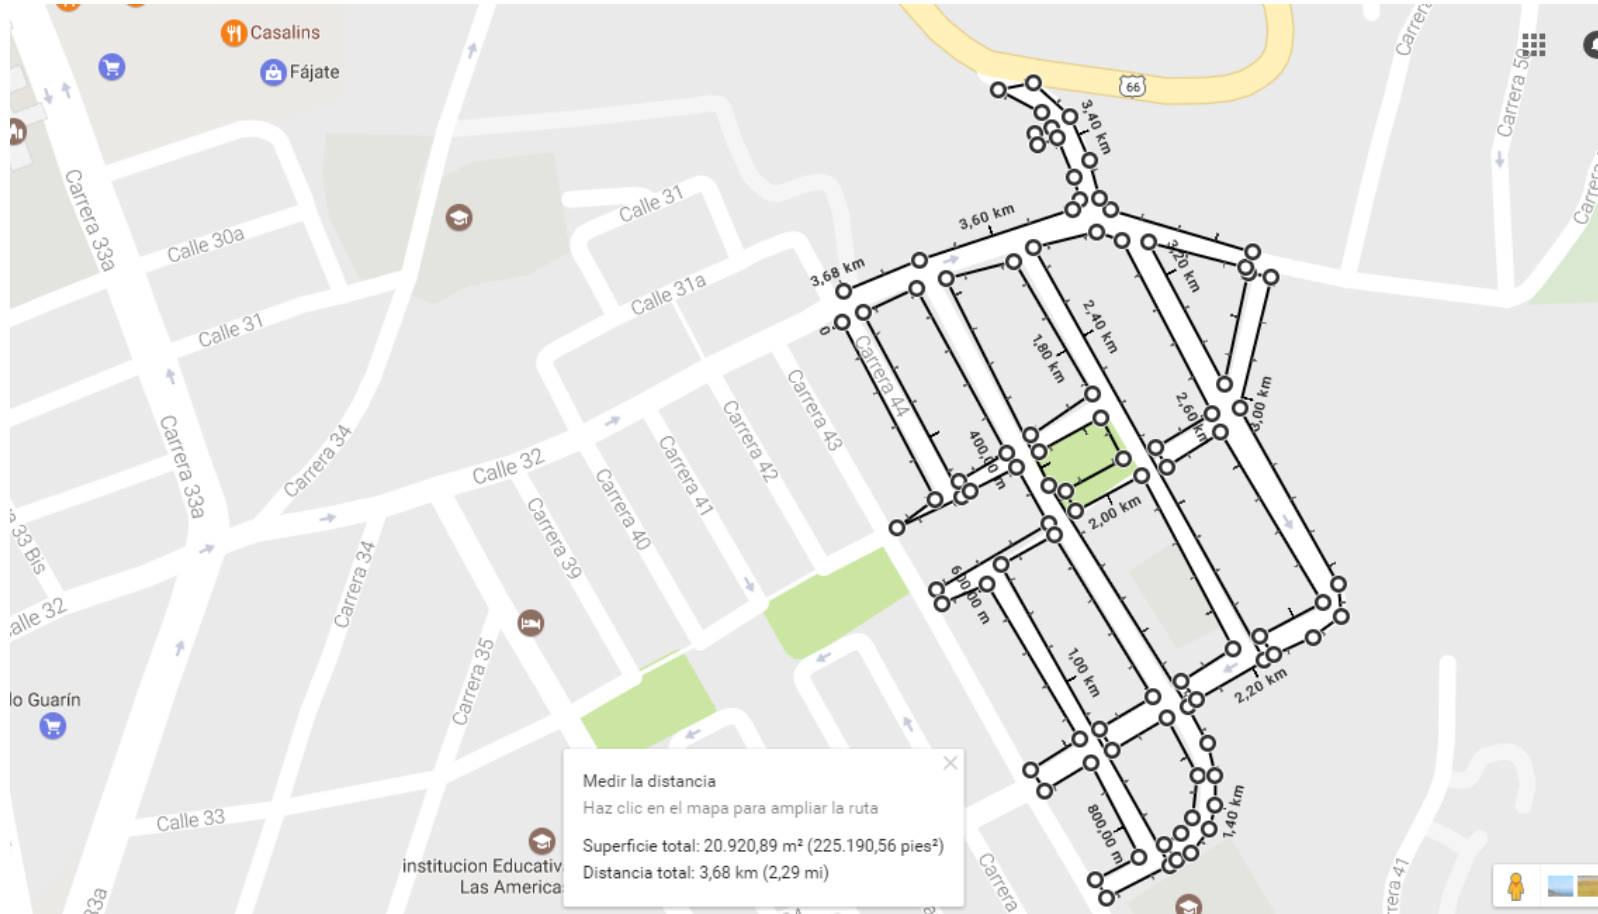 Casalins
Fájate
66
Carrera
Carrera 50
3,40 km
Carrera 33a
Calle 31
Carrera
Calle 30a
3,60 km
3,20 km
3,68 km
Calle 31a
Calle 31
0
2,40 km
1,80 km
Carrera 44
Carrera 43
3,00 km
2,60 km
Carrera 42
400,00 m
Carrera 33a
Carrera 34
Calle 32
Carrera 41
Carrera 40
2,00 km
Carrera 39
33 Bis
Carrera 34
600,00 m
alle 32
Carrera 35
1,00 km
2,20 km
lo Guarín
Medir la distancia
Haz clic en el mapa para ampliar la ruta
Calle 33
800,00 m
1,40 km
Superficie total: 20.920,89 m² (225.190,56 pies²)
Distancia total: 3,68 km (2,29 mi)
institucion Educativa
Las America
Carrera
rera 41
33a